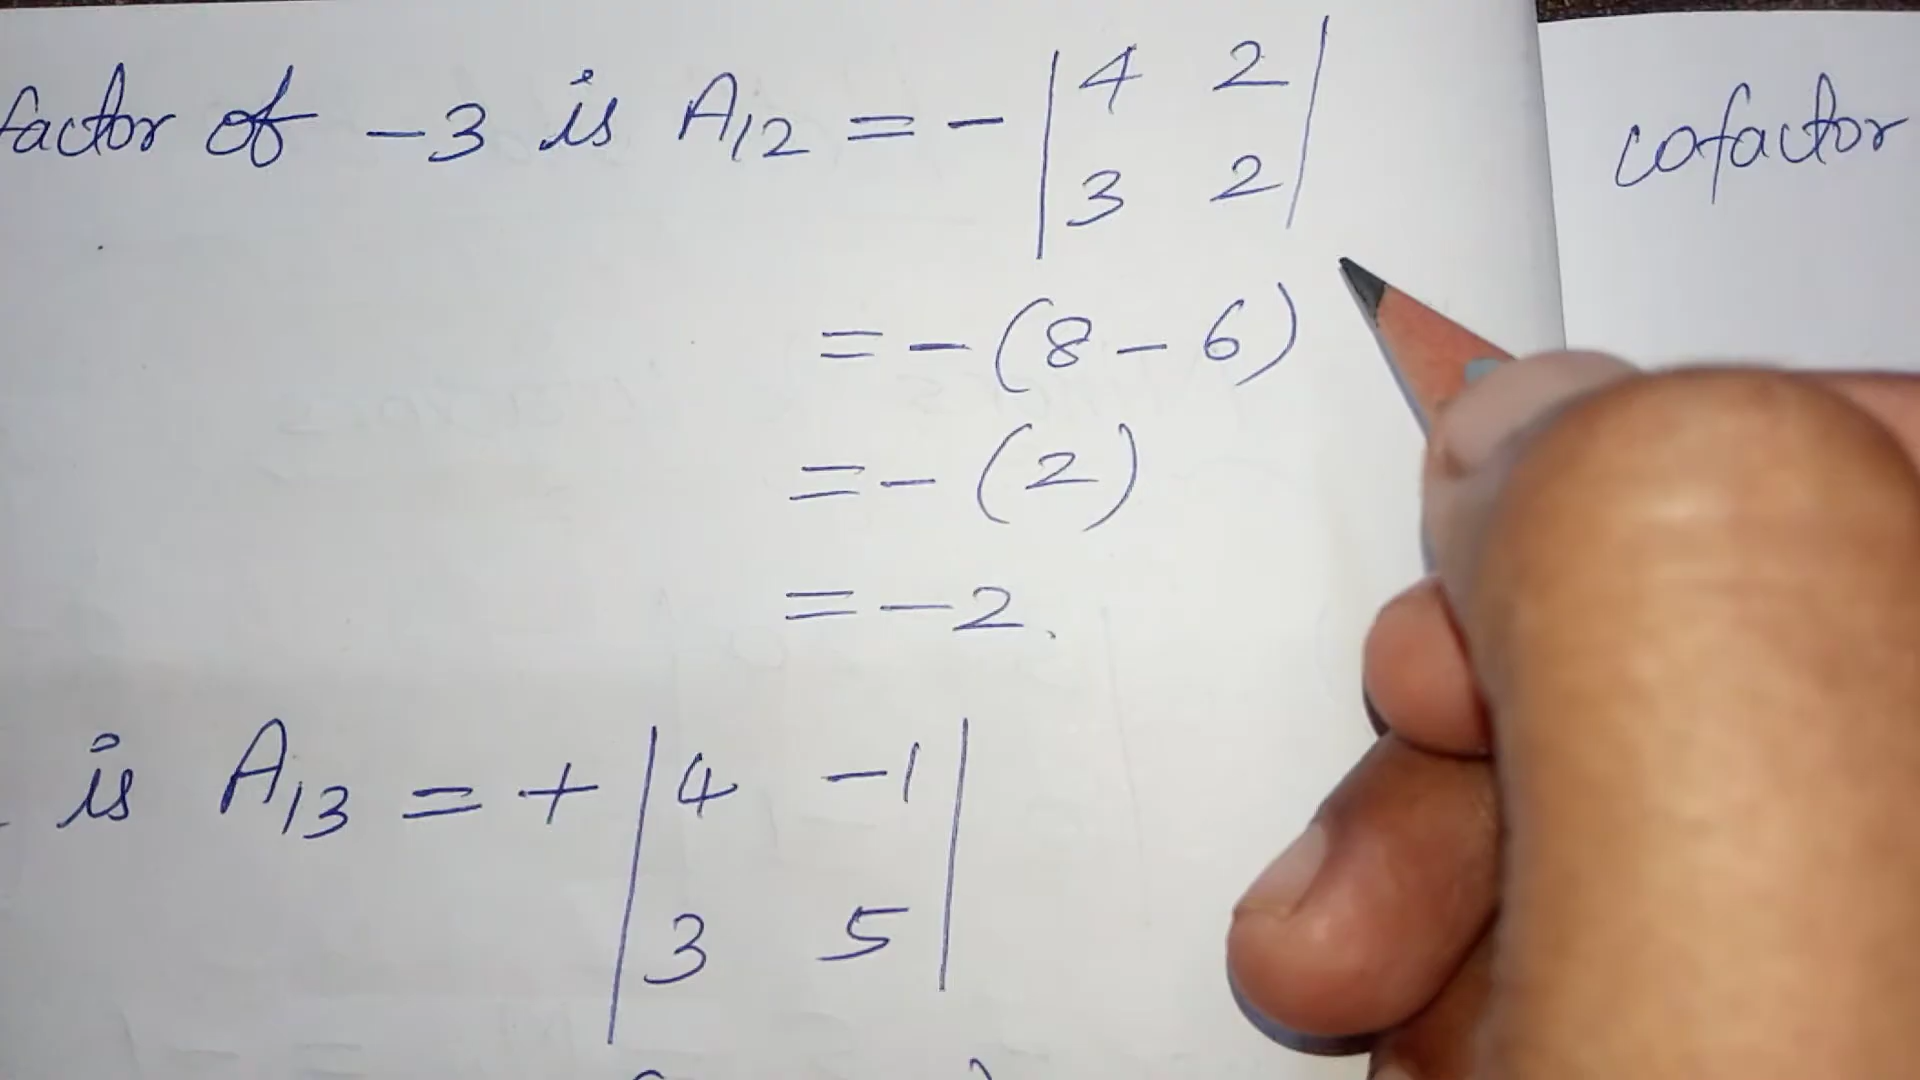 factor of -3 is A12 = - | 4 2 |
| 3 2 |
= - (8 - 6)
= - (2)
= - 2.
is A13 = + | 4 -1 |
| 3 5 |
cofactor